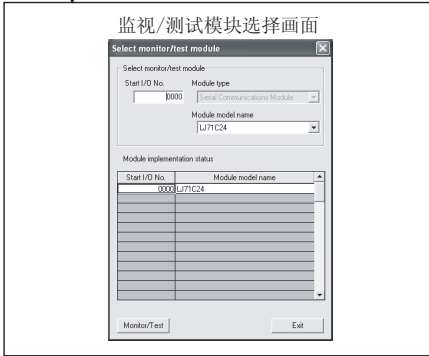 监视/测试模块选择画面
Select monitor/test module
Select monitor/test module
Start I/O No.
Module type
0000
Serial Communications Module
Module model name
LJ71C24
Module implementation status
Start I/O No.
Module model name
0000
LJ71C24
Monitor/Test
Exit